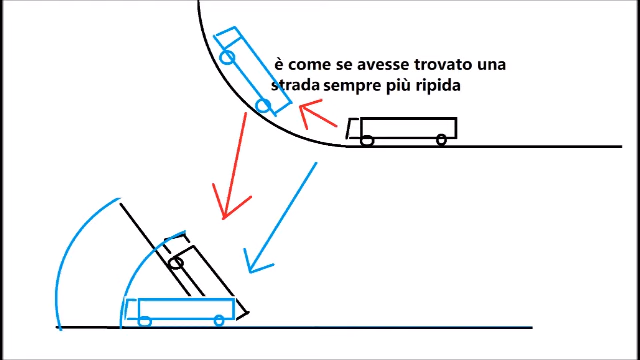 è come se avesse trovato una
strada sempre più ripida